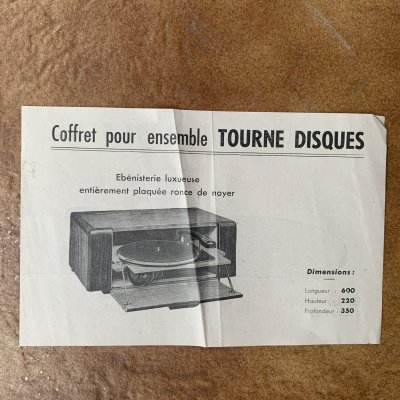 Coffret pour ensemble TOURNE DISQUES
Ebénisterie luxueuse
entièrement plaquée ronce de noyer
Dimensions :
Longueur : 600
Hauteur : 220
Profondeur : 350